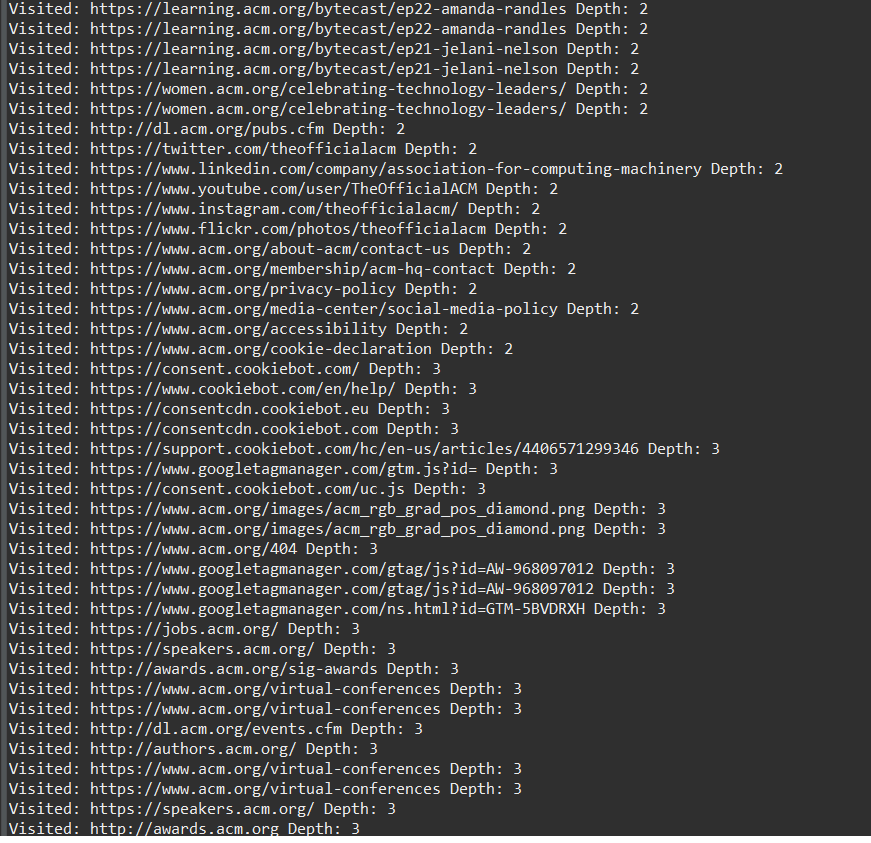 Visited: https://learning.acm.org/bytecast/ep22-amanda-randles Depth: 2
Visited: https://learning.acm.org/bytecast/ep22-amanda-randles Depth: 2
Visited: https://learning.acm.org/bytecast/ep21-jelani-nelson Depth: 2
Visited: https://learning.acm.org/bytecast/ep21-jelani-nelson Depth: 2
Visited: https://women.acm.org/celebrating-technology-leaders/ Depth: 2
Visited: https://women.acm.org/celebrating-technology-leaders/ Depth: 2
Visited: http://dl.acm.org/pubs.cfm Depth: 2
Visited: https://twitter.com/theofficialacm Depth: 2
Visited: https://www.linkedin.com/company/association-for-computing-machinery Depth: 2
Visited: https://www.youtube.com/user/TheOfficialACM Depth: 2
Visited: https://www.instagram.com/theofficialacm/ Depth: 2
Visited: https://www.flickr.com/photos/theofficialacm Depth: 2
Visited: https://www.acm.org/about-acm/contact-us Depth: 2
Visited: https://www.acm.org/membership/acm-hq-contact Depth: 2
Visited: https://www.acm.org/privacy-policy Depth: 2
Visited: https://www.acm.org/media-center/social-media-policy Depth: 2
Visited: https://www.acm.org/accessibility Depth: 2
Visited: https://www.acm.org/cookie-declaration Depth: 2
Visited: https://consent.cookiebot.com/ Depth: 3
Visited: https://www.cookiebot.com/en/help/ Depth: 3
Visited: https://consentcdn.cookiebot.eu Depth: 3
Visited: https://consentcdn.cookiebot.com Depth: 3
Visited: https://support.cookiebot.com/hc/en-us/articles/4406571299346 Depth: 3
Visited: https://www.googletagmanager.com/gtm.js?id= Depth: 3
Visited: https://consent.cookiebot.com/uc.js Depth: 3
Visited: https://www.acm.org/images/acm_rgb_grad_pos_diamond.png Depth: 3
Visited: https://www.acm.org/images/acm_rgb_grad_pos_diamond.png Depth: 3
Visited: https://www.acm.org/404 Depth: 3
Visited: https://www.googletagmanager.com/gtag/js?id=AW-968097012 Depth: 3
Visited: https://www.googletagmanager.com/gtag/js?id=AW-968097012 Depth: 3
Visited: https://www.googletagmanager.com/ns.html?id=GTM-5BVDRXH Depth: 3
Visited: https://jobs.acm.org/ Depth: 3
Visited: https://speakers.acm.org/ Depth: 3
Visited: http://awards.acm.org/sig-awards Depth: 3
Visited: https://www.acm.org/virtual-conferences Depth: 3
Visited: https://www.acm.org/virtual-conferences Depth: 3
Visited: http://dl.acm.org/events.cfm Depth: 3
Visited: http://authors.acm.org/ Depth: 3
Visited: https://www.acm.org/virtual-conferences Depth: 3
Visited: https://www.acm.org/virtual-conferences Depth: 3
Visited: https://speakers.acm.org/ Depth: 3
Visited: http://awards.acm.org Depth: 3